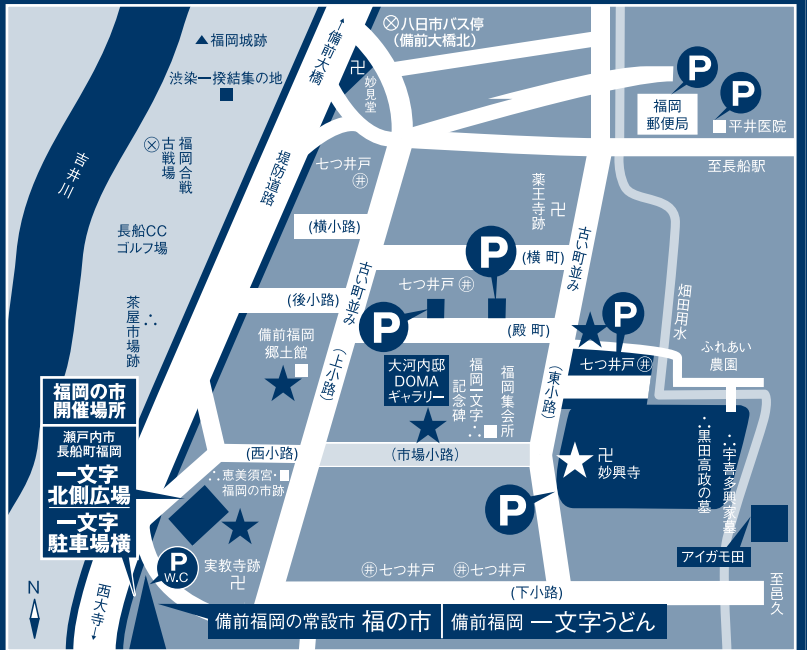 ↑備前大橋
八日市バス停
(備前大橋北)
▲福岡城跡
渋染一揆結集の地
卍
妙見堂
P
P
福岡
郵便局
平井医院
至長船駅
福岡合戦
古戦場
吉井川
堤防道路
七つ井戸
井
薬王寺跡
卍
長船CC
ゴルフ場
(横小路)
P
(横 町)
古い町並み
古い町並み
七つ井戸 井
畑田用水
(後小路)
茶屋市場跡
∴
P
(殿 町)
P
七つ井戸 井
ふれあい
農園
備前福岡
郷土館
(上小路)
大河内邸
DOMA
ギャラリー
福岡一文字
記念碑
∴
福岡集会所
(東小路)
福岡の市
開催場所
瀬戸内市
長船町福岡
一文字
北側広場
一文字
駐車場横
(西小路)
(市場小路)
∴恵美須宮・
福岡の市跡
卍
妙興寺
∴黒田高政の墓
∴宇喜多興家墓
P
アイガモ田
実教寺跡
卍
P
W.C
井七つ井戸
井七つ井戸
至邑久
(下小路)
N
西大寺↓
備前福岡の常設市 福の市
備前福岡 一文字うどん